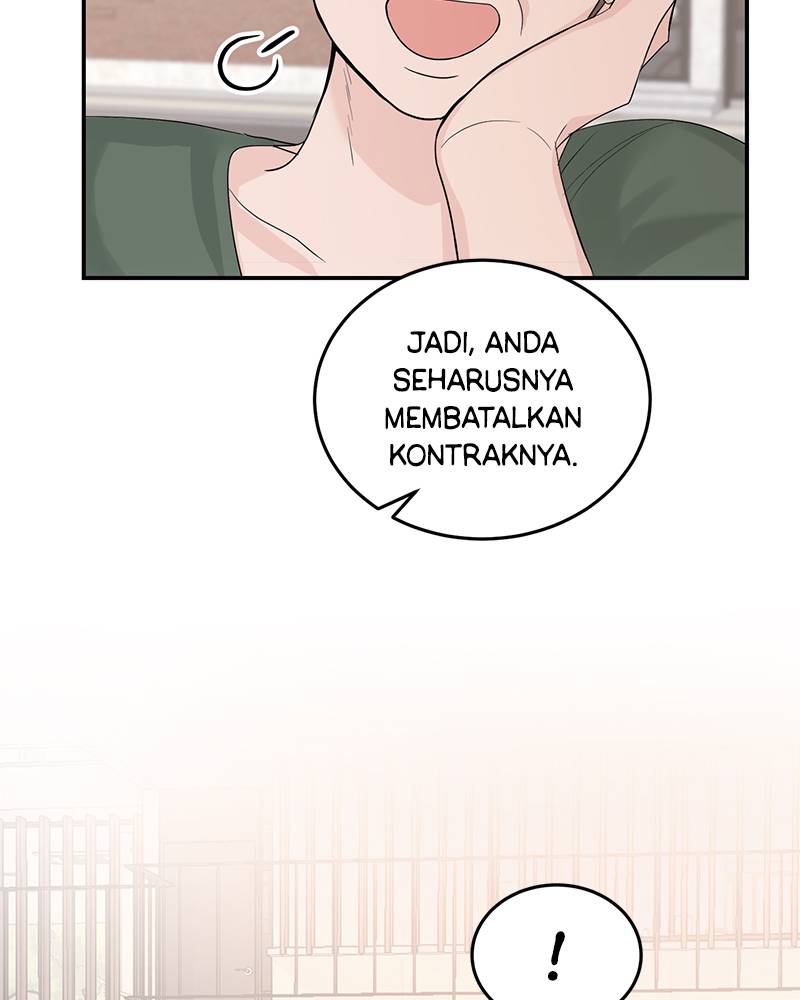 JADI, ANDA
SEHARUSNYA
MEMBATALKAN
KONTRAKNYA.
!